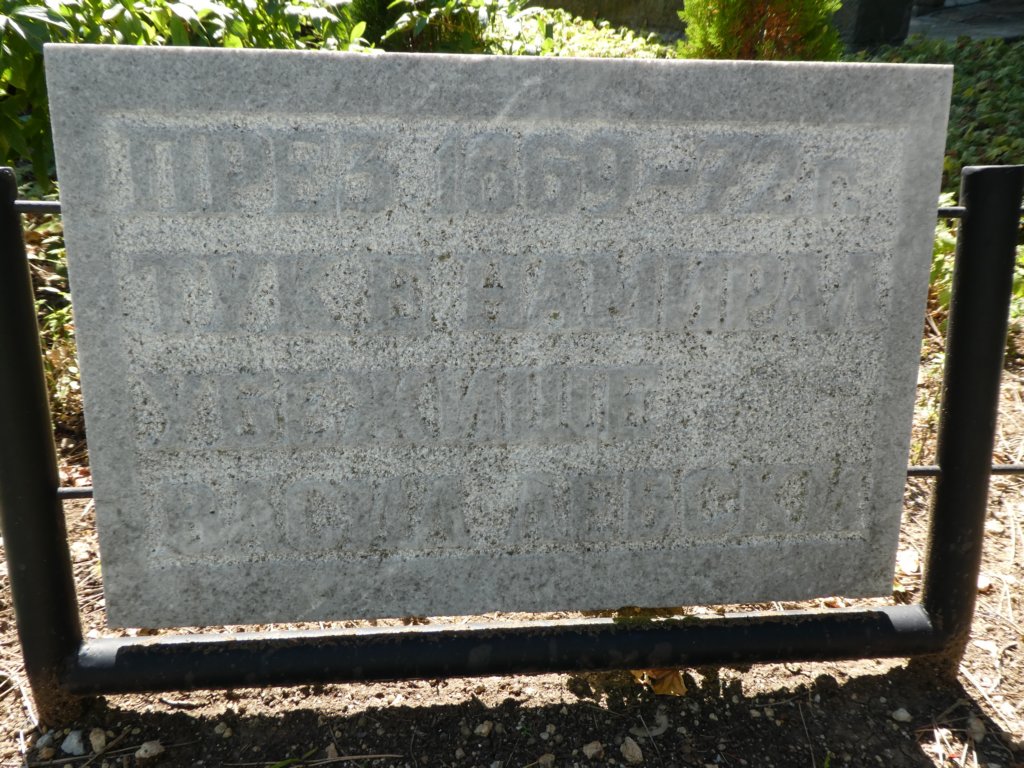 ПРЕЗ 1869-72 г.
ТУК Е НАМИРАЛ
УБЕЖИЩЕ
ВАСИЛ ЛЕВСКИ